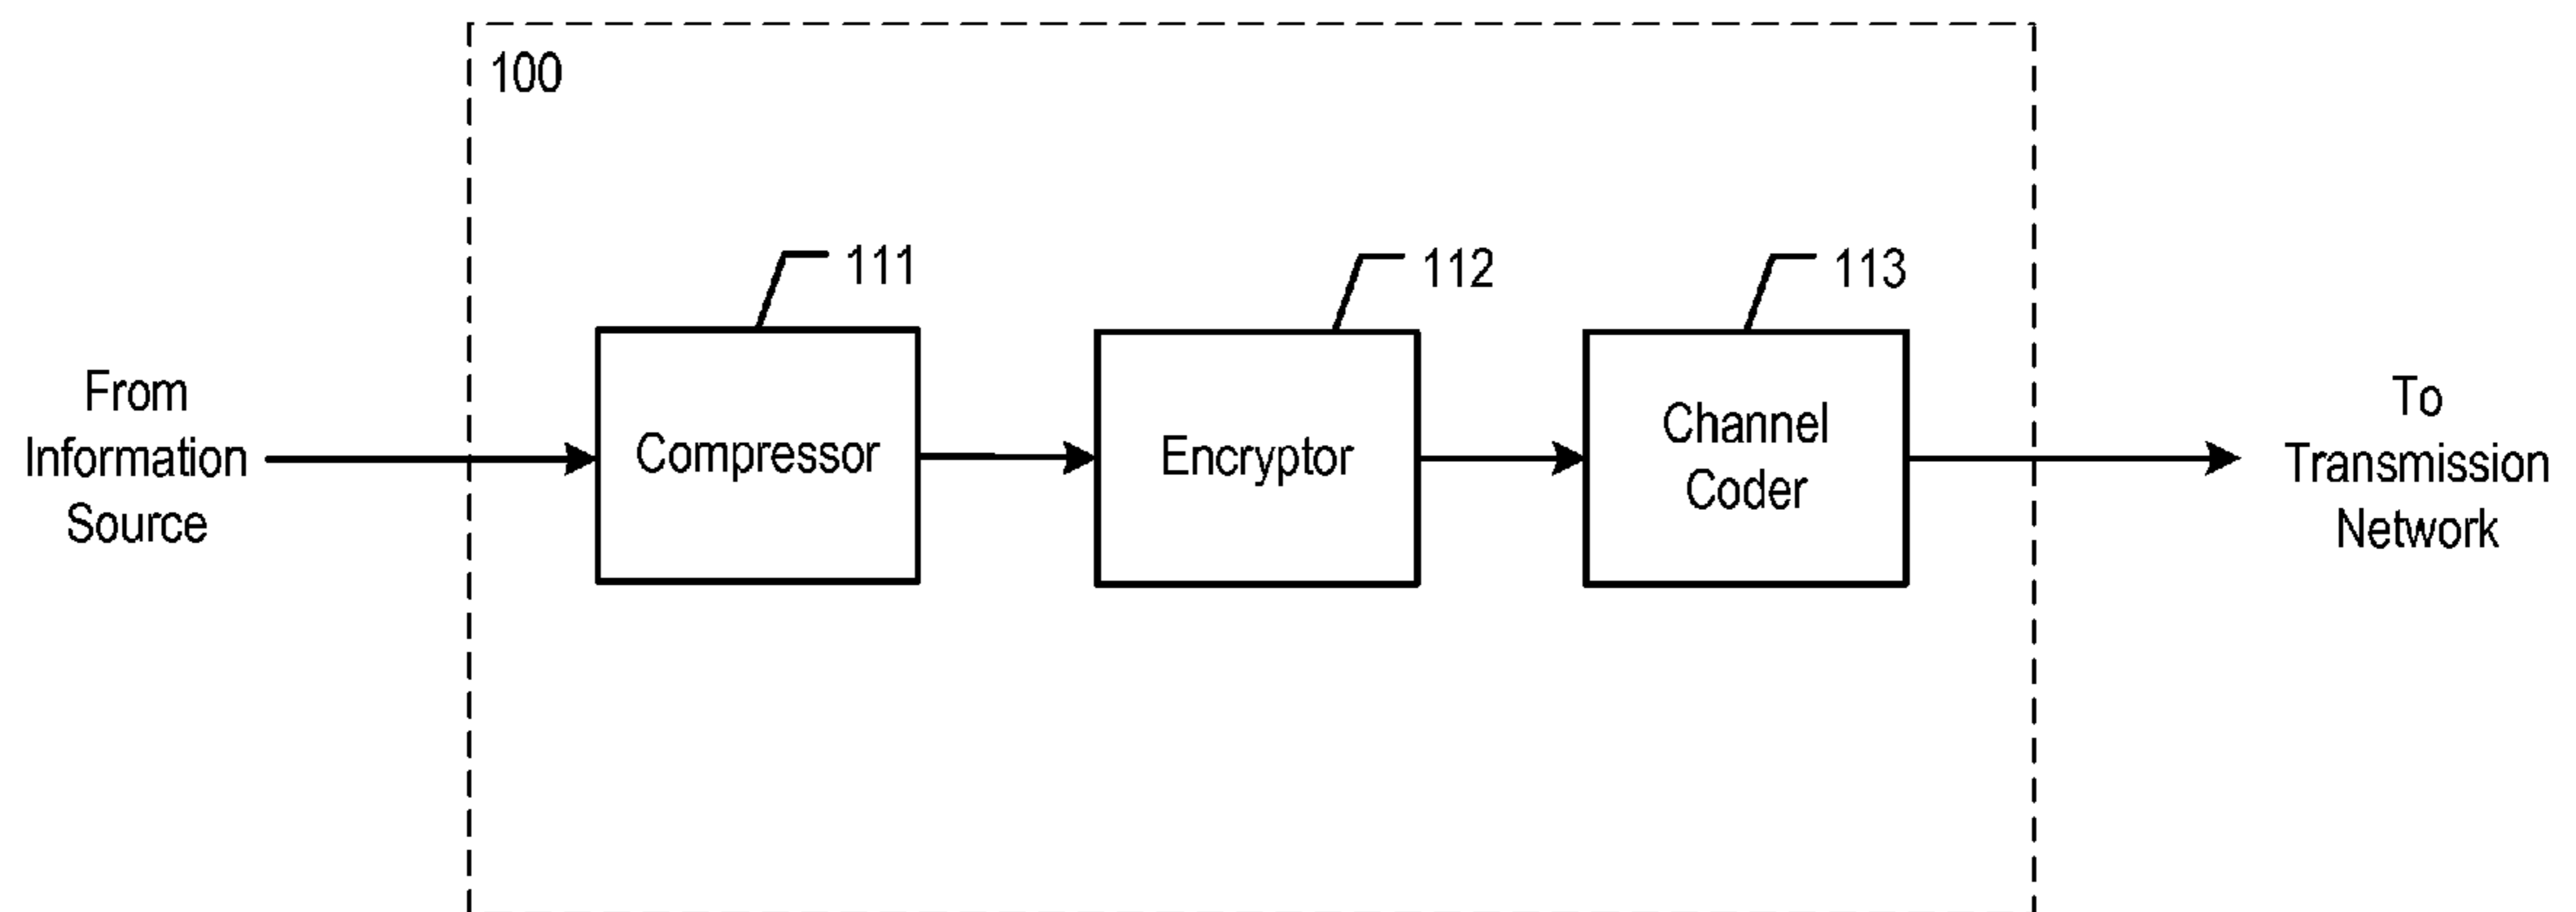 100
111
112
113
From
Information
Source
Compressor
Encryptor
Channel
Coder
To
Transmission
Network